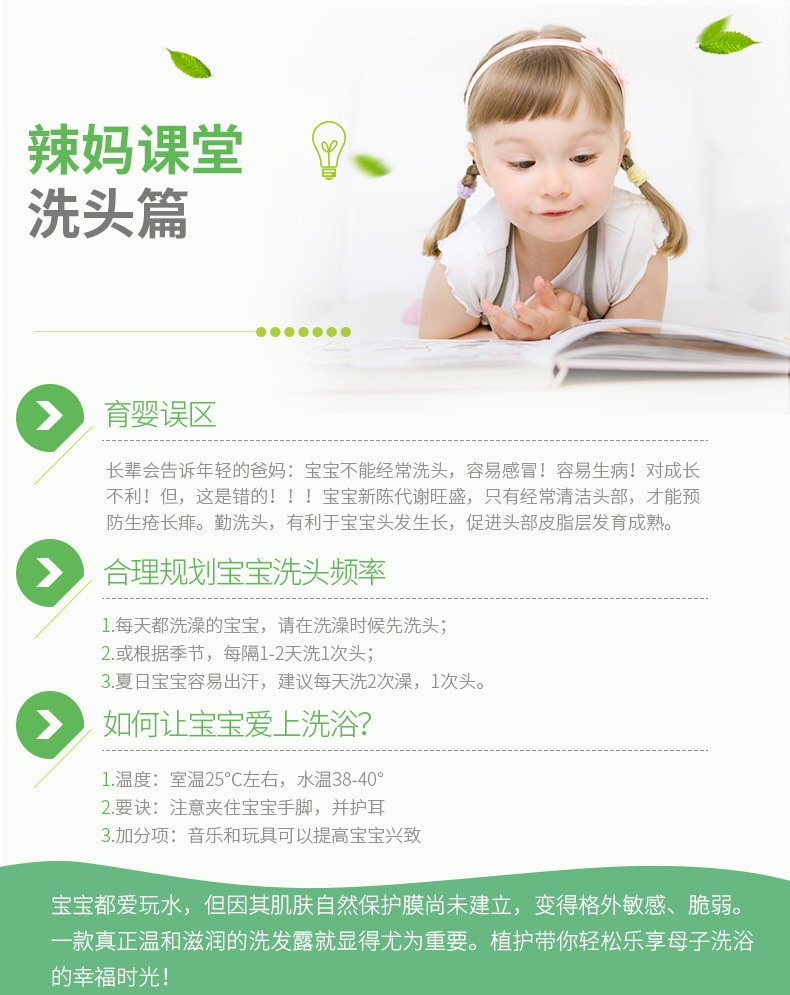 辣妈课堂
洗头篇
育婴误区
长辈会告诉年轻的爸妈：宝宝不能经常洗头，容易感冒！容易生病！对成长
不利！但，这是错的！！！宝宝新陈代谢旺盛，只有经常清洁头部，才能预
防生疮长痱。勤洗头，有利于宝宝头发生长，促进头部皮脂层发育成熟。
合理规划宝宝洗头频率
1.每天都洗澡的宝宝，请在洗澡时候先洗头；
2.或根据季节，每隔1-2天洗1次头；
3.夏日宝宝容易出汗，建议每天洗2次澡，1次头。
如何让宝宝爱上洗浴？
1.温度：室温25℃左右，水温38-40°
2.要诀：注意夹住宝宝手脚，并护耳
3.加分项：音乐和玩具可以提高宝宝兴致
宝宝都爱玩水，但因其肌肤自然保护膜尚未建立，变得格外敏感、脆弱。
一款真正温和滋润的洗发露就显得尤为重要。植护带你轻松乐享母子洗浴
的幸福时光！